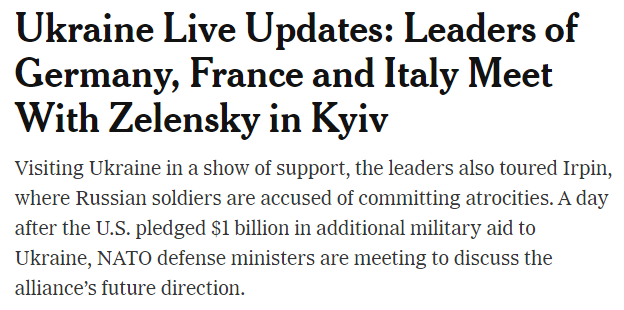 Ukraine Live Updates: Leaders of
Germany, France and Italy Meet
With Zelensky in Kyiv
Visiting Ukraine in a show of support, the leaders also toured Irpin,
where Russian soldiers are accused of committing atrocities. A day
after the U.S. pledged $1 billion in additional military aid to
Ukraine, NATO defense ministers are meeting to discuss the
alliance’s future direction.